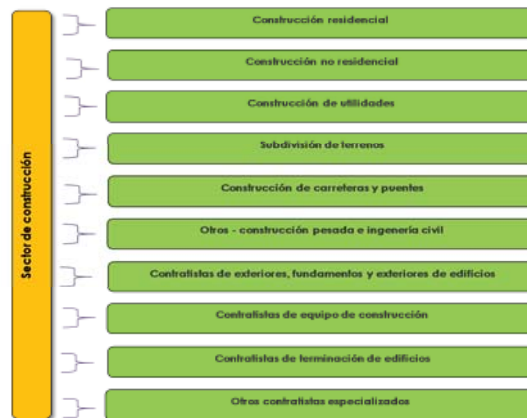 Sector de construcción
Construcción residencial
Construcción no residencial
Construcción de utilidades
Subdivisión de terrenos
Construcción de carreteras y puentes
Otros - construcción pesada e ingenería civil
Contratistas de exteriores, fundamentos y exteriores de edificios
Contratistas de equipo de construcción
Contratistas de terminación de edificios
Otros contratistas especializados